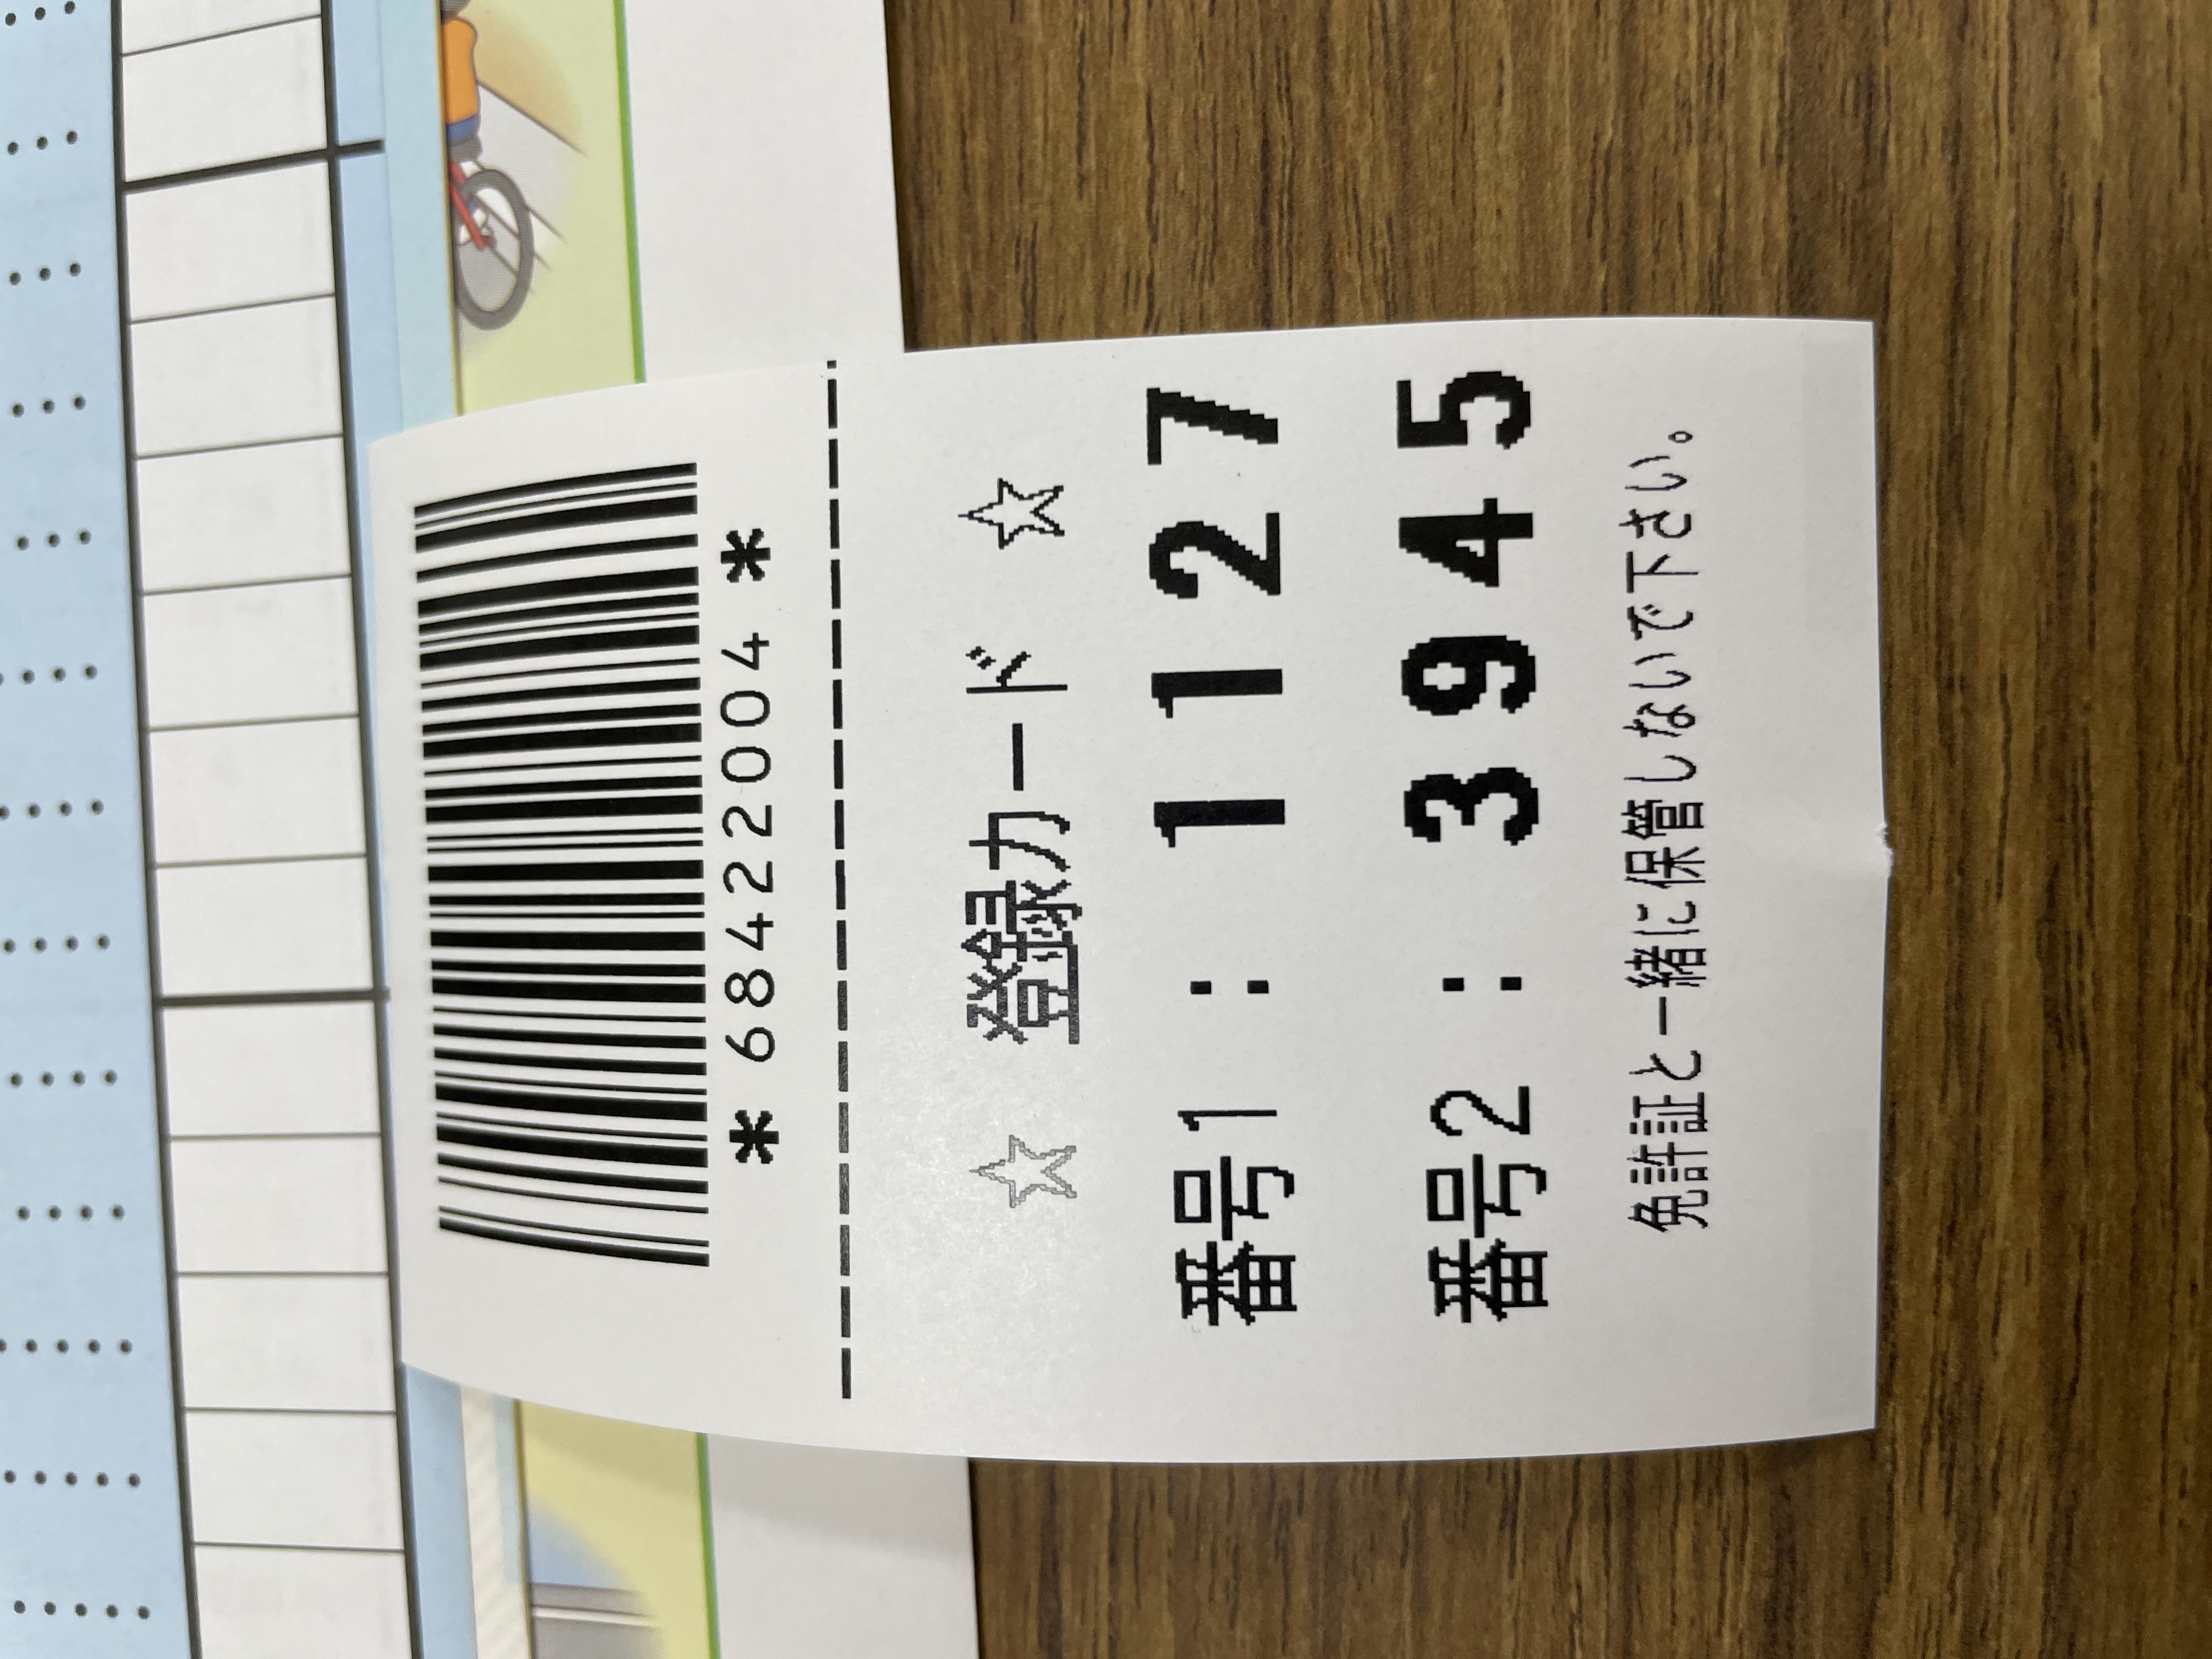 * 68422004 *
☆ 登録カード ☆
番号1 : 1127
番号2 : 3945
免許証と一緒に保管しないで下さい。